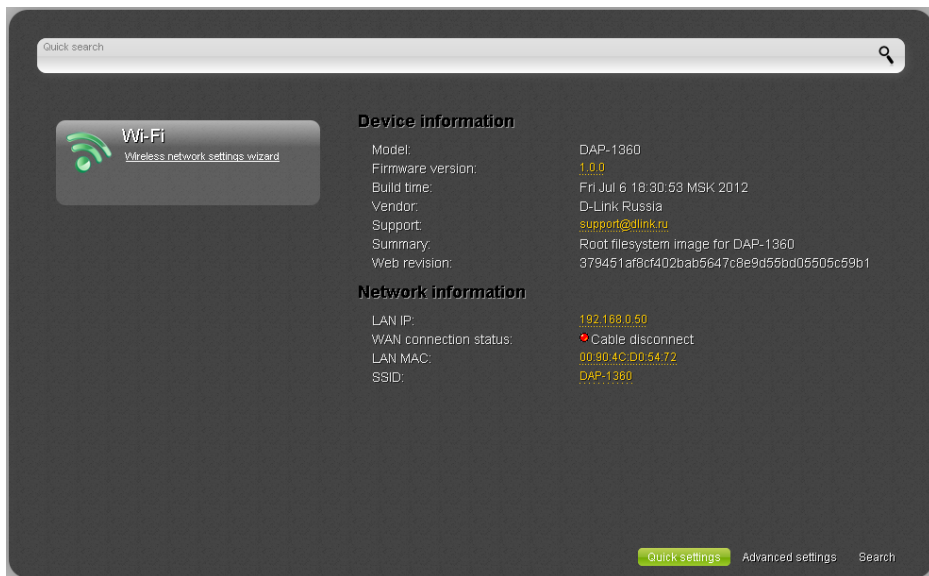 Quick search
Wi-Fi
Wireless network settings wizard
Device information
Model: DAP-1360
Firmware version: 1.0.0
Build time: Fri Jul 6 18:30:53 MSK 2012
Vendor: D-Link Russia
Support: support@dlink.ru
Summary: Root filesystem image for DAP-1360
Web revision: 379451af8cf402bab5647c8e9d55bd05505c59b1
Network information
LAN IP: 192.168.0.50
WAN connection status: Cable disconnect
LAN MAC: 00:90:4C:D0:54:72
SSID: DAP-1360
Quick settings Advanced settings Search